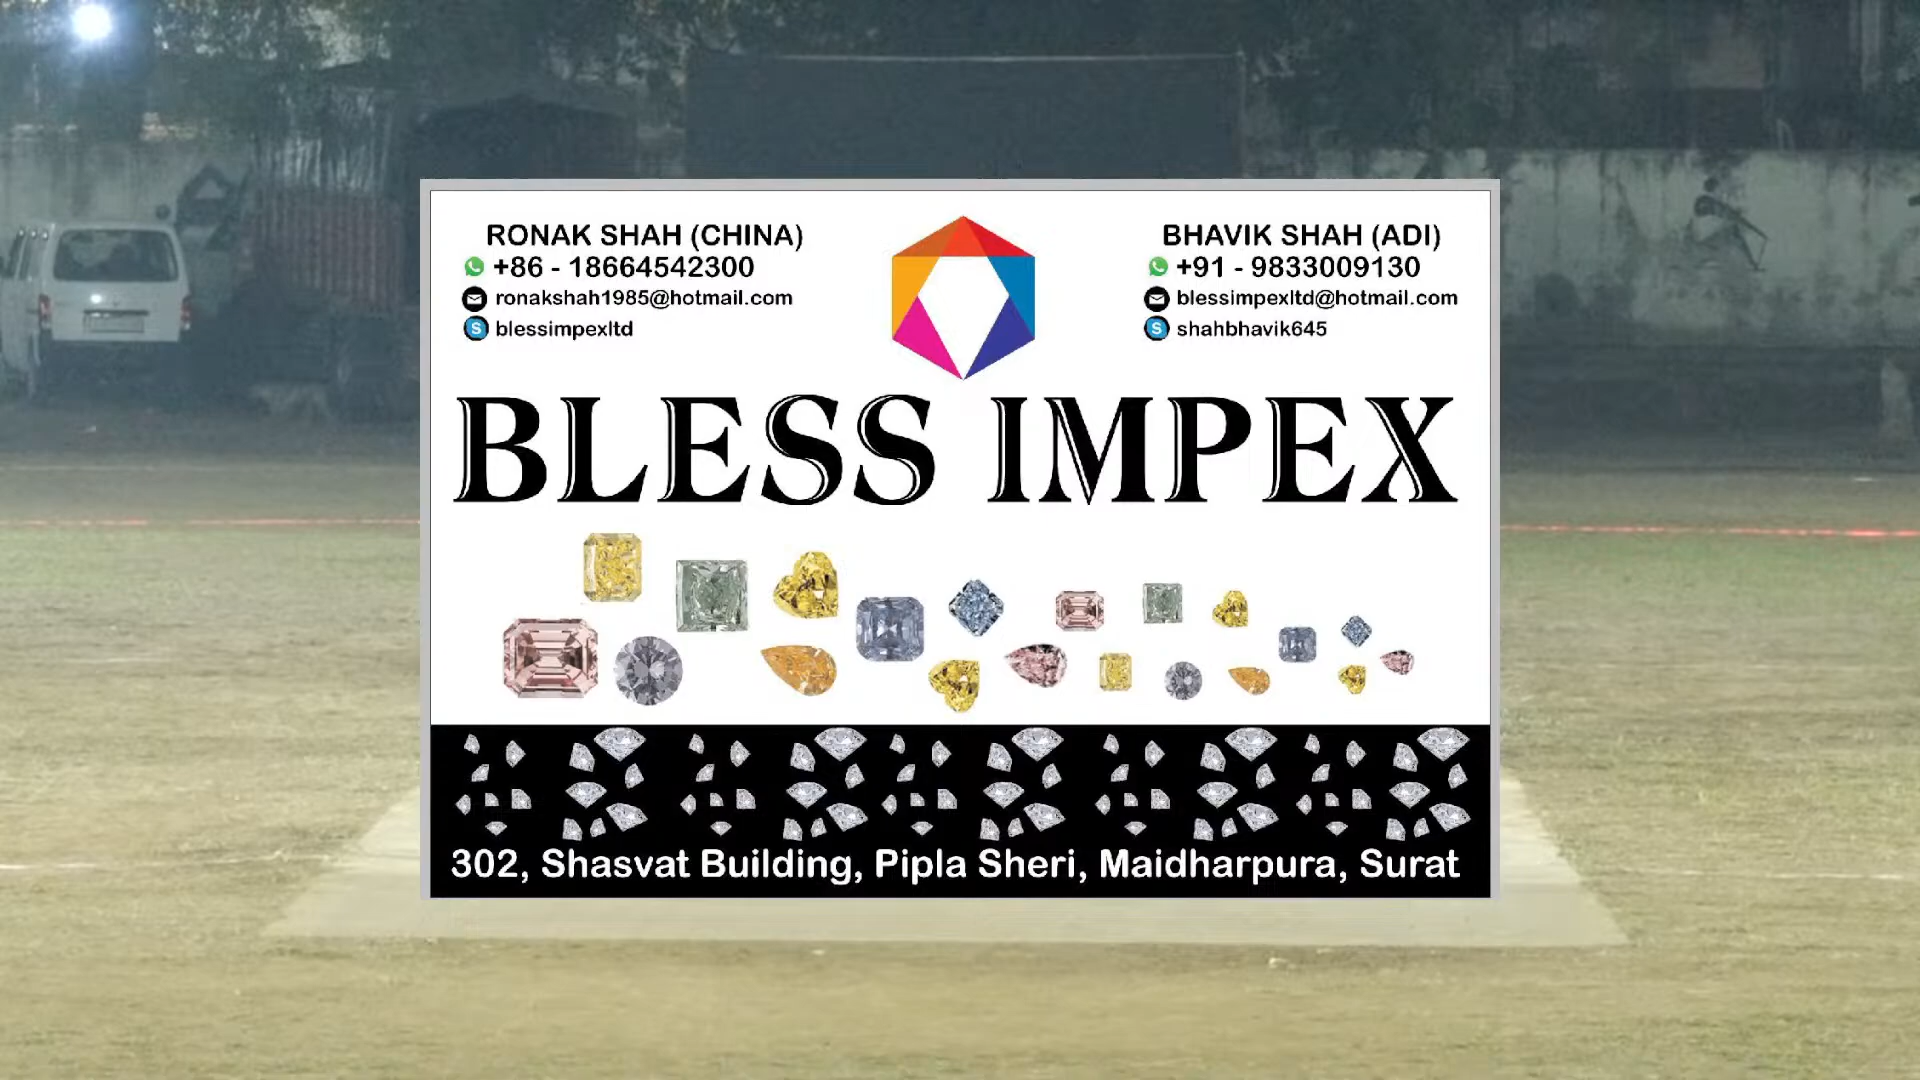 RONAK SHAH (CHINA)
+86 - 18664542300
ronakshah1985@hotmail.com
blessimpexltd
BHAVIK SHAH (ADI)
+91 - 9833009130
blessimpexltd@hotmail.com
shahbhavik645
BLESS IMPEX
302, Shasvat Building, Pipla Sheri, Maidharpura, Surat